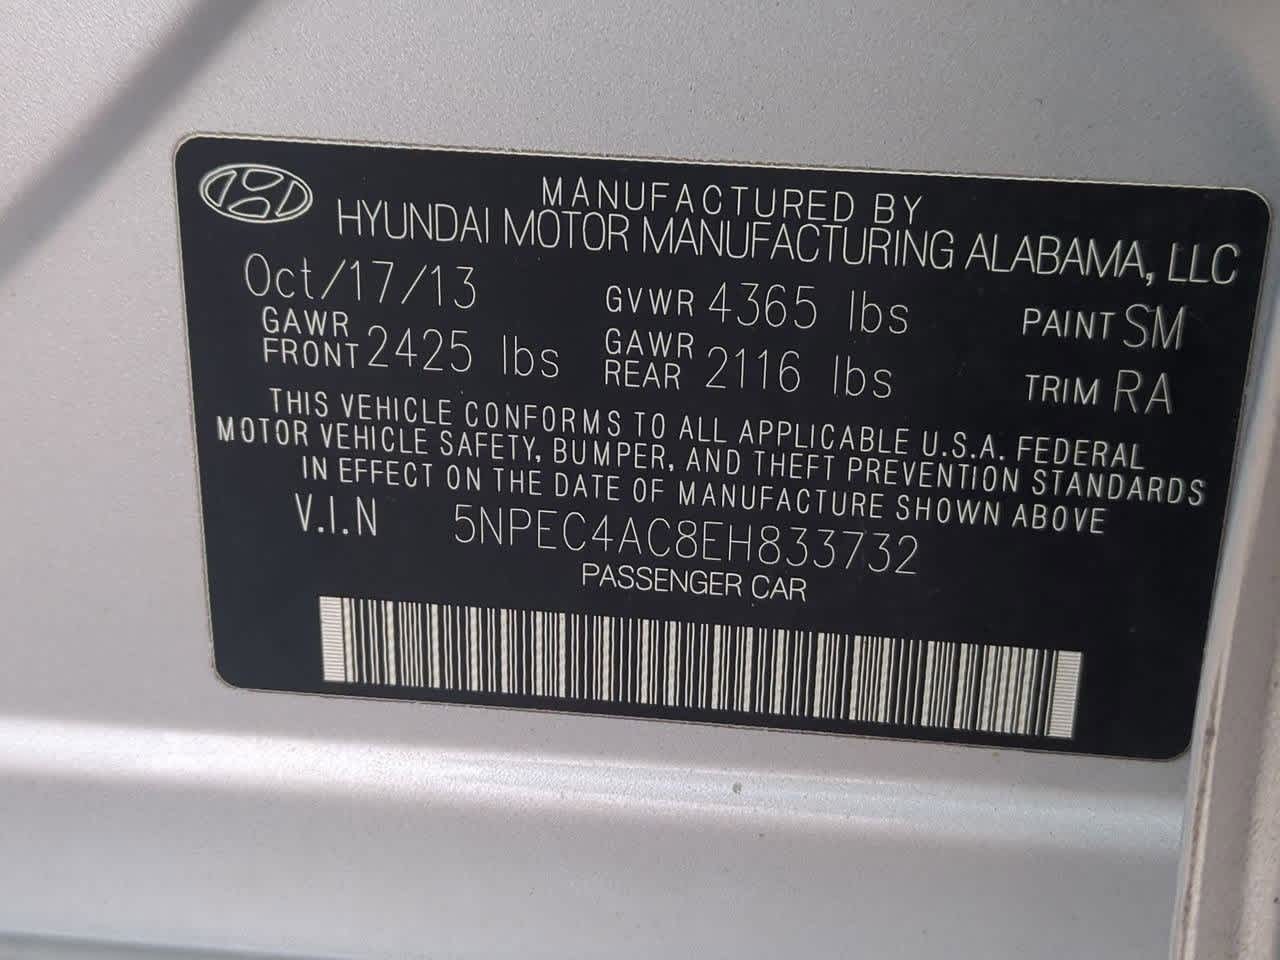 MANUFACTURED BY
HYUNDAI MOTOR MANUFACTURING ALABAMA, LLC
Oct/17/13 GVWR 4365 lbs PAINT SM
GAWR FRONT 2425 lbs GAWR REAR 2116 lbs TRIM RA
THIS VEHICLE CONFORMS TO ALL APPLICABLE U.S.A. FEDERAL
MOTOR VEHICLE SAFETY, BUMPER, AND THEFT PREVENTION STANDARDS
IN EFFECT ON THE DATE OF MANUFACTURE SHOWN ABOVE
V.I.N 5NPEC4AC8EH833732
PASSENGER CAR